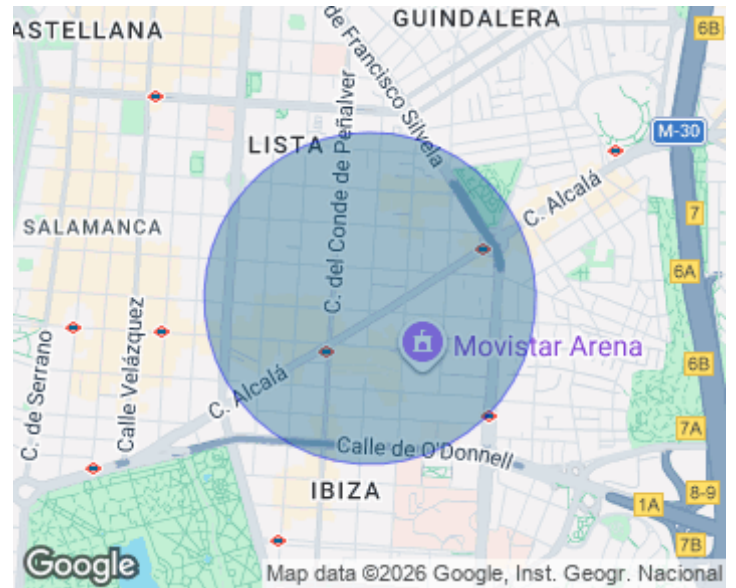 ASTELLANA
GUINDALERA
6B
de Francisco Silvela
M-30
LISTA
C. del Conde de Peñalver
C. Alcalá
7
SALAMANCA
6A
Calle Velázquez
C. de Serrano
Movistar Arena
6B
C. Alcalá
7A
Calle de O'Donnell
IBIZA
8-9
1A
7B
Google
Map data ©2026 Google, Inst. Geogr. Nacional